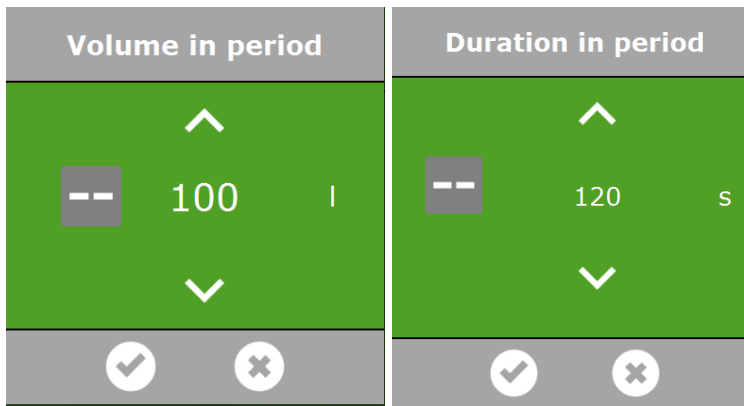 Volume in period
-- 100 l
Duration in period
-- 120 s